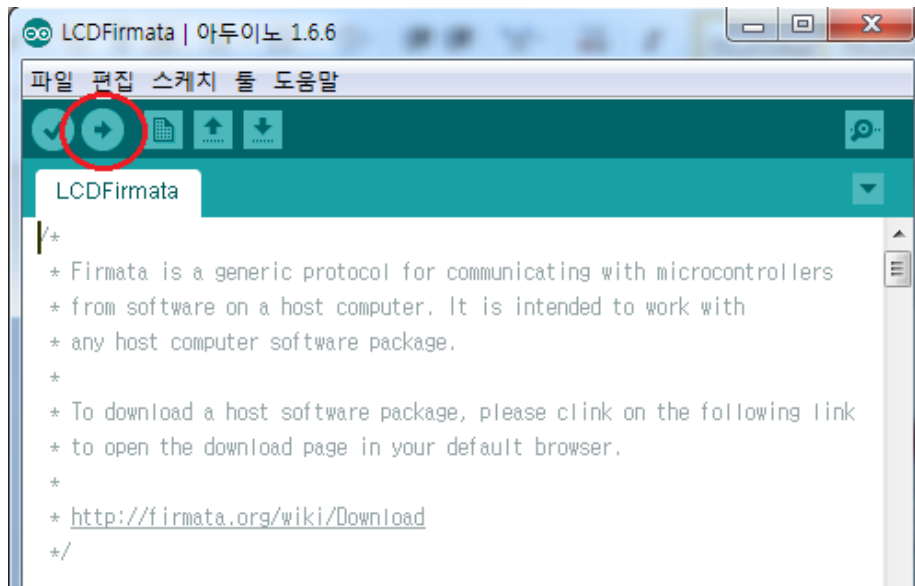 LCDFirmata | 아두이노 1.6.6
파일 편집 스케치 툴 도움말
LCDFirmata
/*
* Firmata is a generic protocol for communicating with microcontrollers
* from software on a host computer. It is intended to work with
* any host computer software package.
*
* To download a host software package, please clink on the following link
* to open the download page in your default browser.
*
* http://firmata.org/wiki/Download
*/